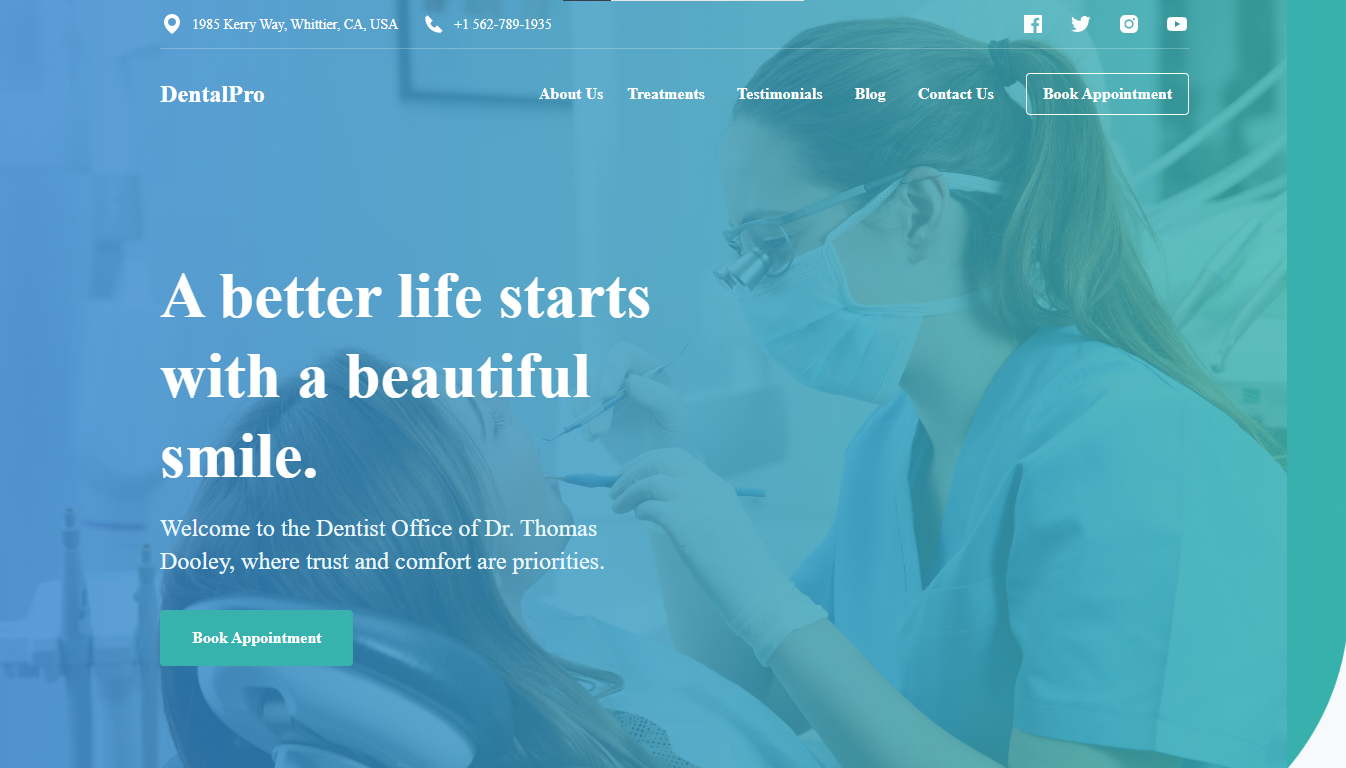 1985 Kerry Way, Whittier, CA, USA +1 562-789-1935
DentalPro About Us Treatments Testimonials Blog Contact Us Book Appointment
A better life starts
with a beautiful
smile.
Welcome to the Dentist Office of Dr. Thomas
Dooley, where trust and comfort are priorities.
Book Appointment